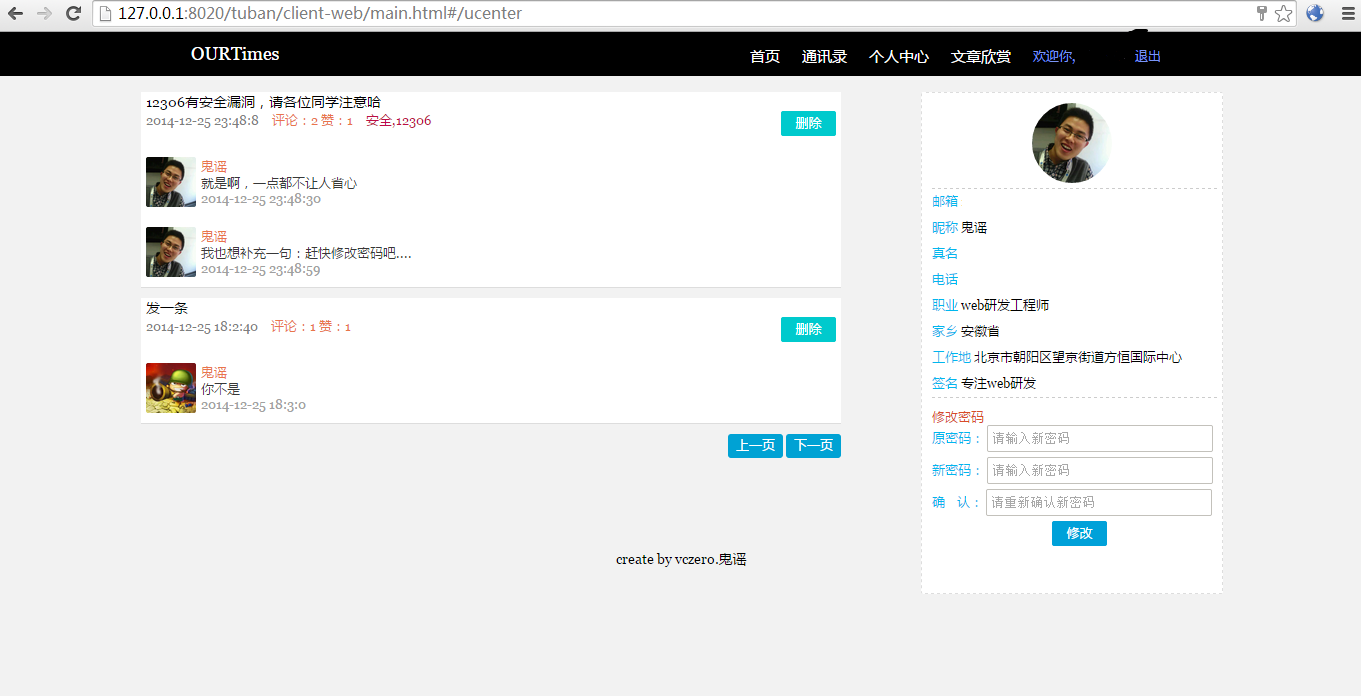 127.0.0.1:8020/tuban/client-web/main.html#/ucenter
OURTimes 首页 通讯录 个人中心 文章欣赏 欢迎你, 退出
12306有安全漏洞，请各位同学注意哈
2014-12-25 23:48:8 评论：2 赞：1 安全,12306
删除
鬼谣
就是啊，一点都不让人省心
2014-12-25 23:48:30
鬼谣
我也想补充一句：赶快修改密码吧....
2014-12-25 23:48:59
发一条
2014-12-25 18:2:40 评论：1 赞：1
删除
鬼谣
你不是
2014-12-25 18:3:0
上一页 下一页
邮箱
昵称 鬼谣
真名
电话
职业 web研发工程师
家乡 安徽省
工作地 北京市朝阳区望京街道方恒国际中心
签名 专注web研发
修改密码
原密码： 请输入新密码
新密码： 请输入新密码
确 认： 请重新确认新密码
修改
create by vczero.鬼谣